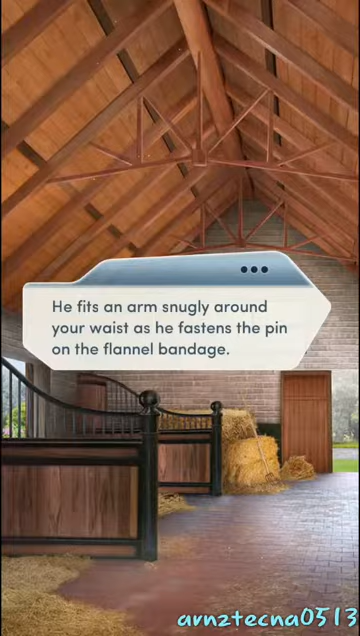 He fits an arm snugly around
your waist as he fastens the pin
on the flannel bandage.
arnztecna0513